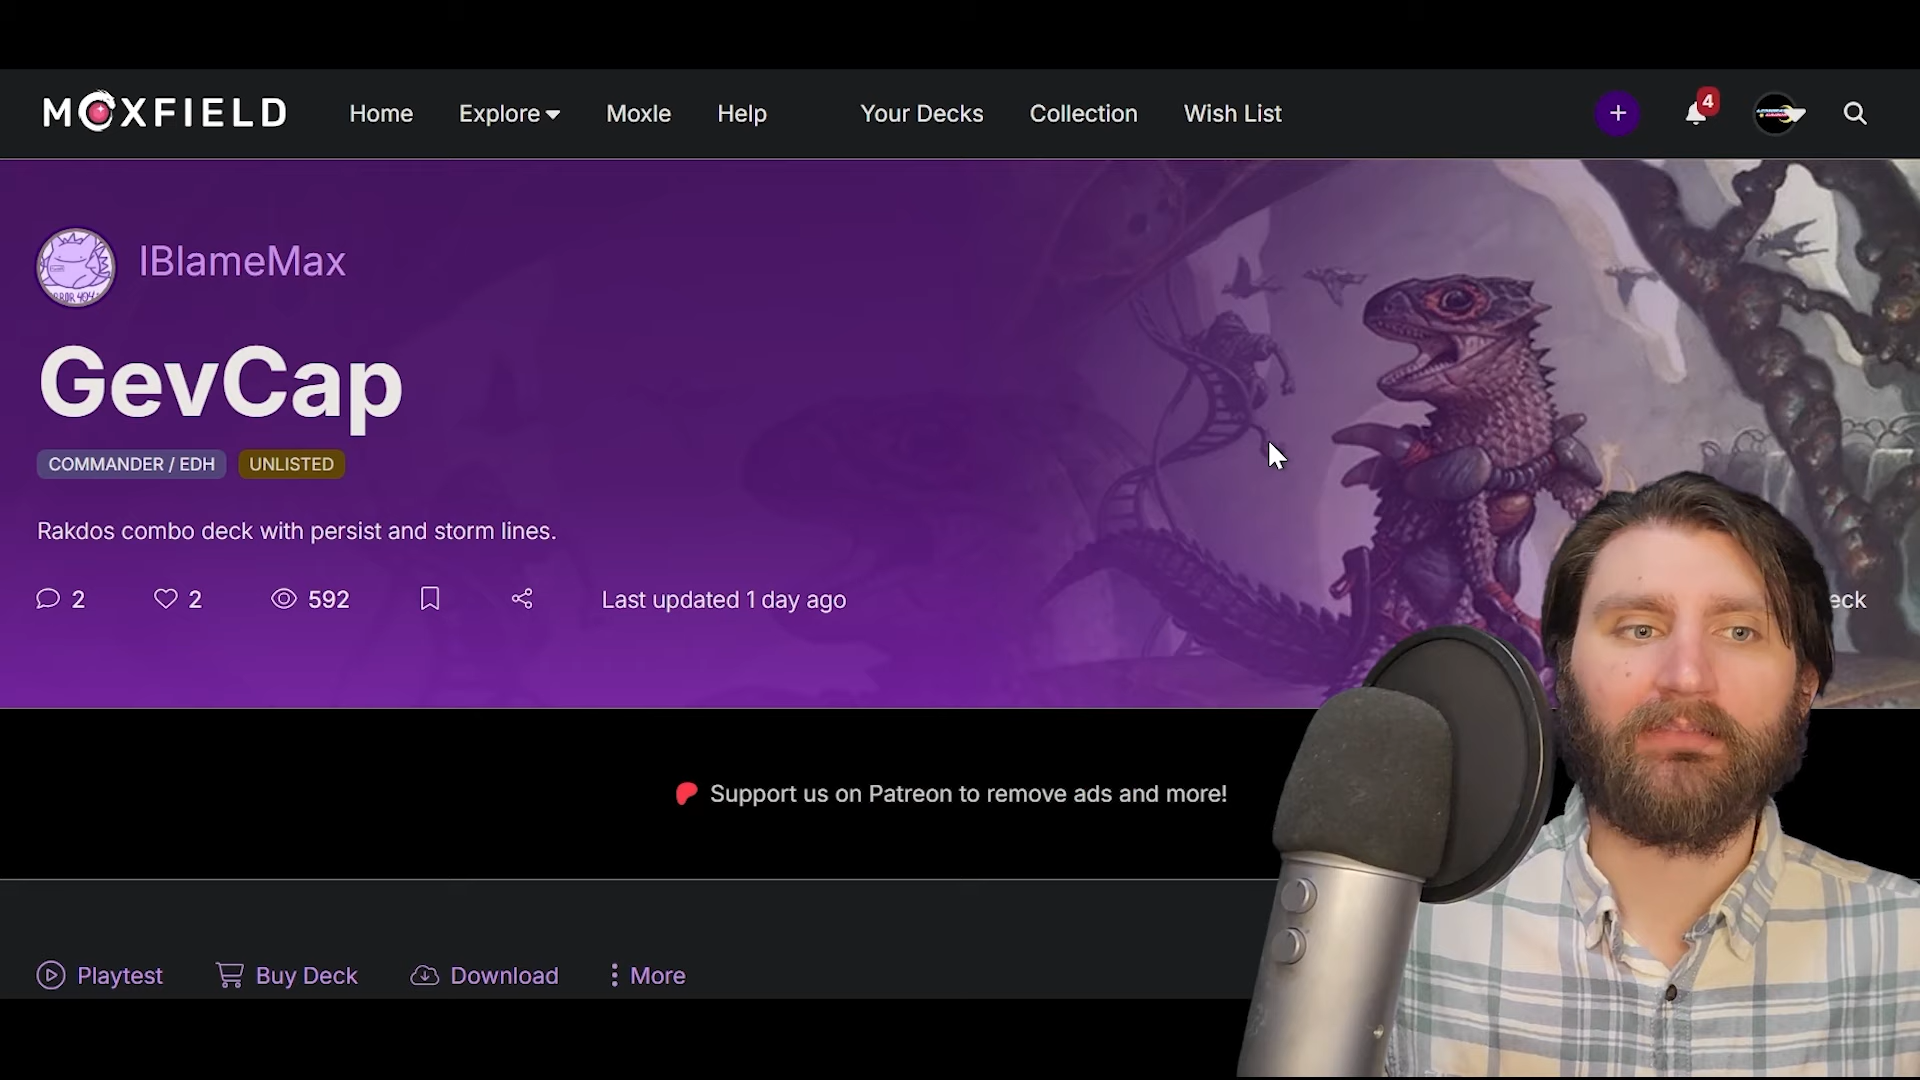 MOXFIELD
Home
Explore
Moxle
Help
Your Decks
Collection
Wish List
4
IBlameMax
GevCap
COMMANDER / EDH
UNLISTED
Rakdos combo deck with persist and storm lines.
2
2
592
Last updated 1 day ago
eck
Support us on Patreon to remove ads and more!
Playtest
Buy Deck
Download
More